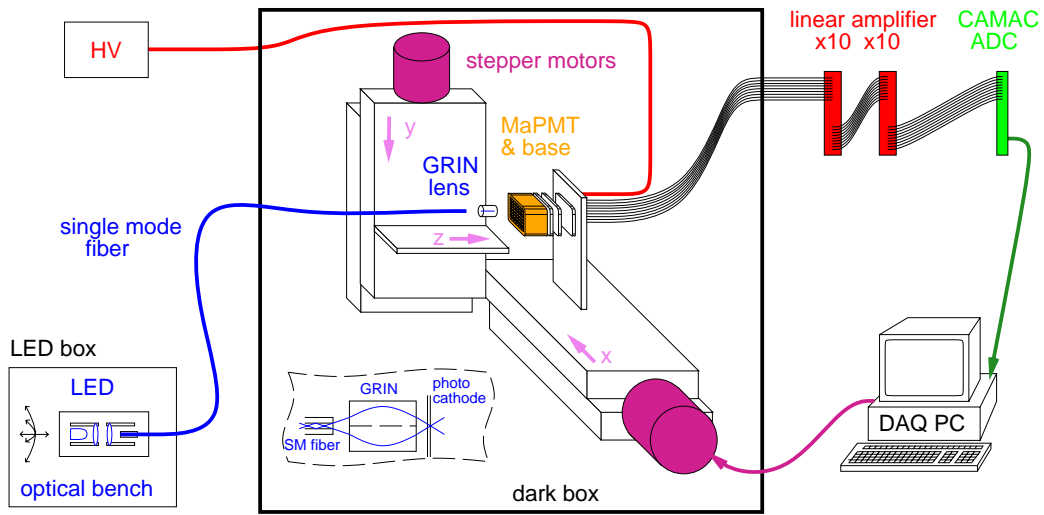 HV
stepper motors
linear amplifier
x10 x10
CAMAC
ADC
y
MaPMT
& base
GRIN
lens
single mode
fiber
z
x
LED box
LED
optical bench
GRIN
photo
cathode
SM fiber
dark box
DAQ PC